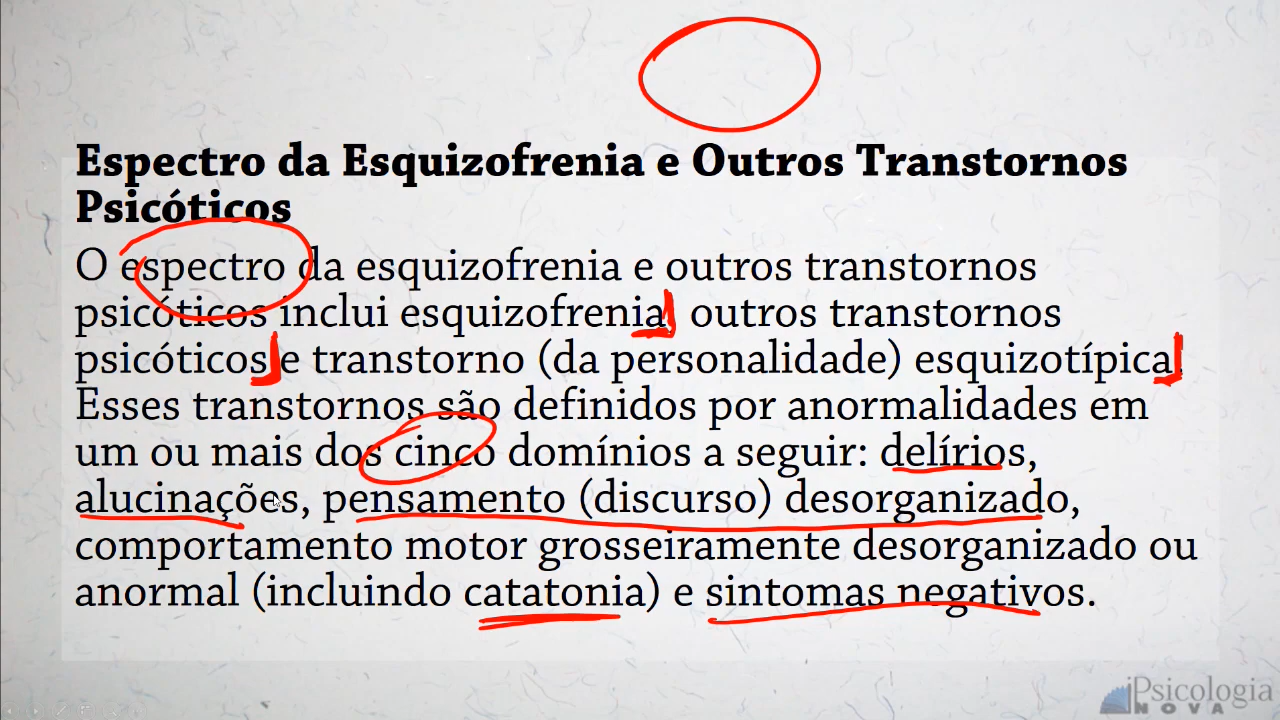 Espectro da Esquizofrenia e Outros Transtornos
Psicóticos
O espectro da esquizofrenia e outros transtornos
psicóticos inclui esquizofrenia, outros transtornos
psicóticos e transtorno (da personalidade) esquizotípica.
Esses transtornos são definidos por anormalidades em
um ou mais dos cinco domínios a seguir: delírios,
alucinações, pensamento (discurso) desorganizado,
comportamento motor grosseiramente desorganizado ou
anormal (incluindo catatonia) e sintomas negativos.
Psicologia
NOVA